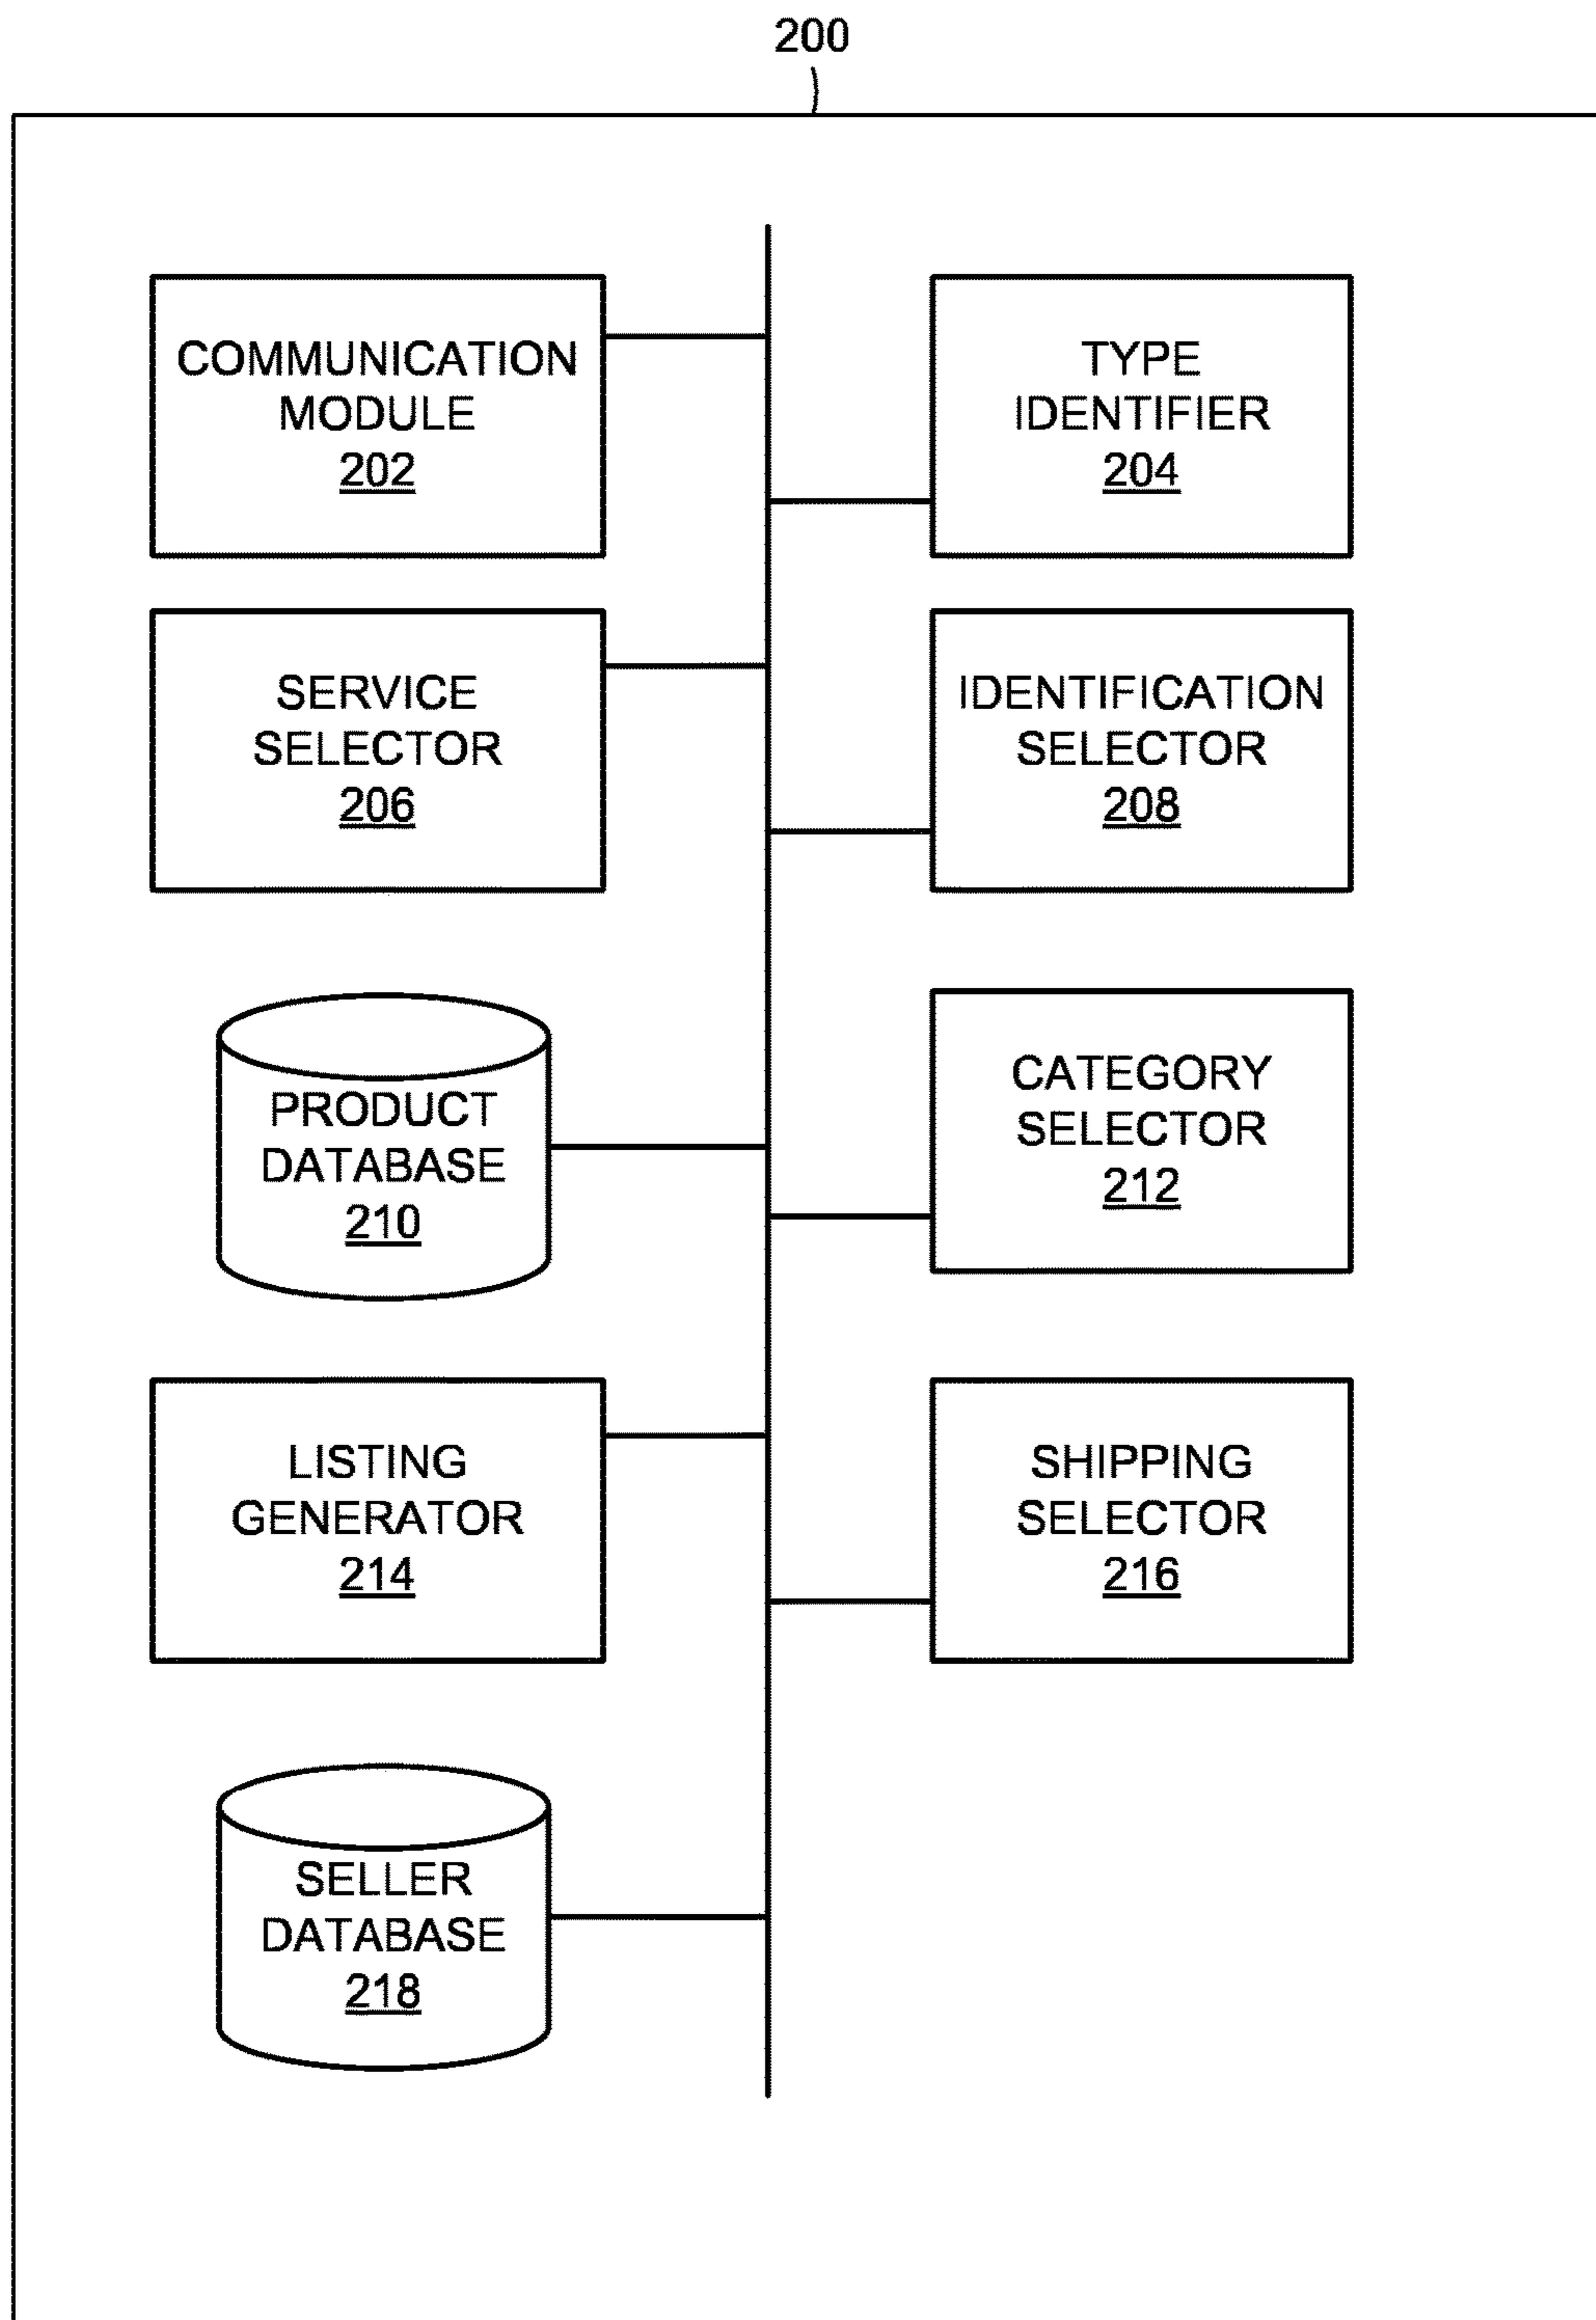 200
COMMUNICATION
MODULE
202
TYPE
IDENTIFIER
204
SERVICE
SELECTOR
206
IDENTIFICATION
SELECTOR
208
PRODUCT
DATABASE
210
CATEGORY
SELECTOR
212
LISTING
GENERATOR
214
SHIPPING
SELECTOR
216
SELLER
DATABASE
218